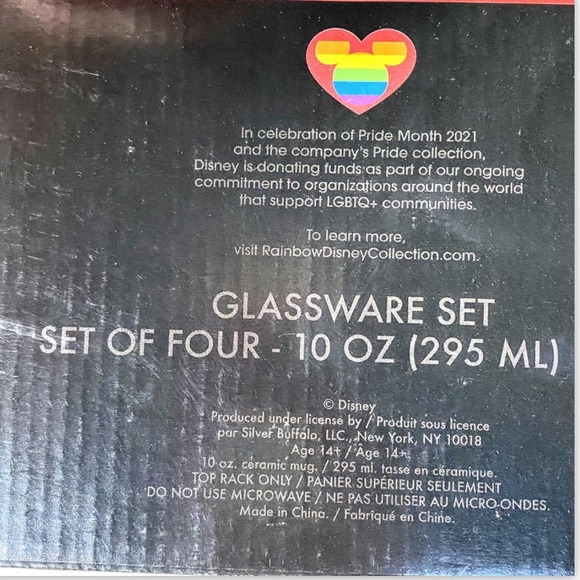 In celebration of Pride Month 2021
and the company's Pride collection,
Disney is donating funds as part of our ongoing
commitment to organizations around the world
that support LGBTQ+ communities.
To learn more,
visit RainbowDisneyCollection.com.
GLASSWARE SET
SET OF FOUR - 10 OZ (295 ML)
© Disney
Produced under license by / Produit sous licence
par Silver Buffalo, LLC., New York, NY 10018
Age 14+ / Âge 14+.
10 oz. ceramic mug. / 295 ml. tasse en céramique.
TOP RACK ONLY / PANIER SUPÉRIEUR SEULEMENT
DO NOT USE MICROWAVE / NE PAS UTILISER AU MICRO-ONDES.
Made in China. / Fabriqué en Chine.